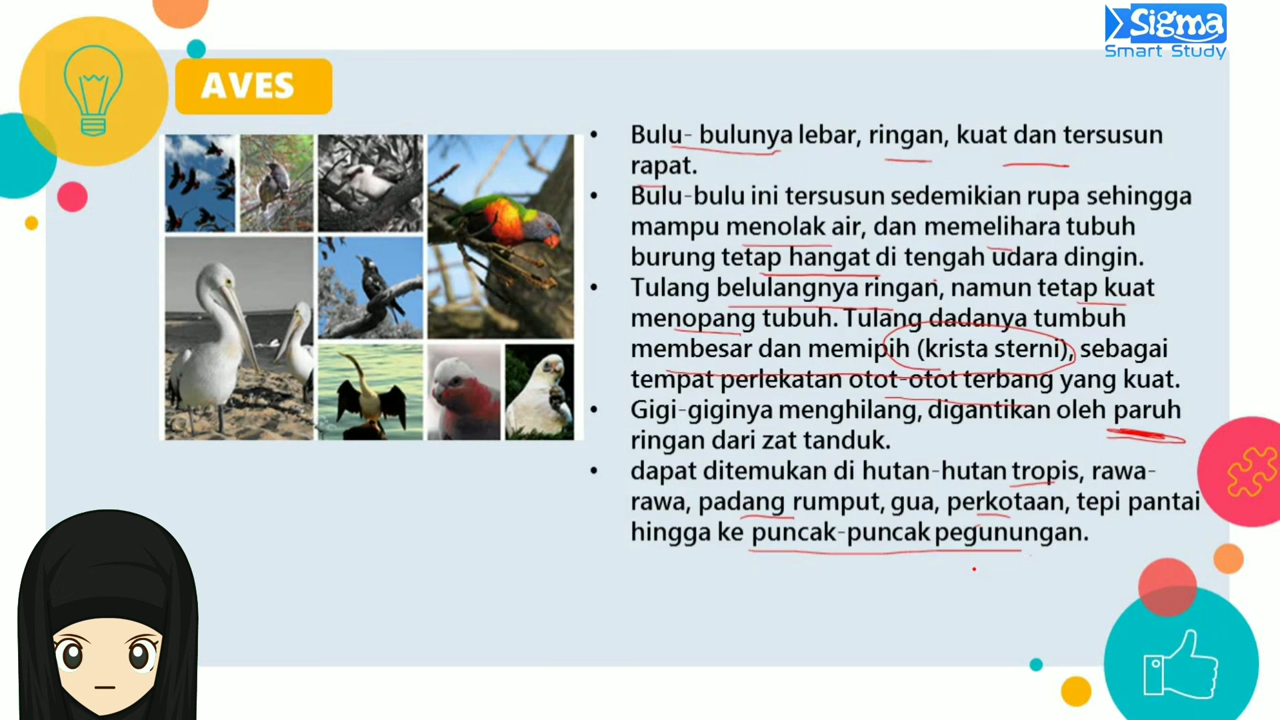 Sigma
Smart Study
AVES
• Bulu- bulunya lebar, ringan, kuat dan tersusun
rapat.
• Bulu-bulu ini tersusun sedemikian rupa sehingga
mampu menolak air, dan memelihara tubuh
burung tetap hangat di tengah udara dingin.
• Tulang belulangnya ringan, namun tetap kuat
menopang tubuh. Tulang dadanya tumbuh
membesar dan memipih (krista sterni), sebagai
tempat perlekatan otot-otot terbang yang kuat.
• Gigi-giginya menghilang, digantikan oleh paruh
ringan dari zat tanduk.
• dapat ditemukan di hutan-hutan tropis, rawa-
rawa, padang rumput, gua, perkotaan, tepi pantai
hingga ke puncak-puncak pegunungan.